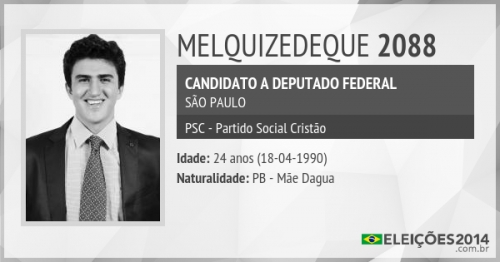 MELQUIZEDEQUE 2088
CANDIDATO A DEPUTADO FEDERAL
SÃO PAULO
PSC - Partido Social Cristão
Idade: 24 anos (18-04-1990)
Naturalidade: PB - Mãe Dagua
ELEIÇÕES2014
.com.br